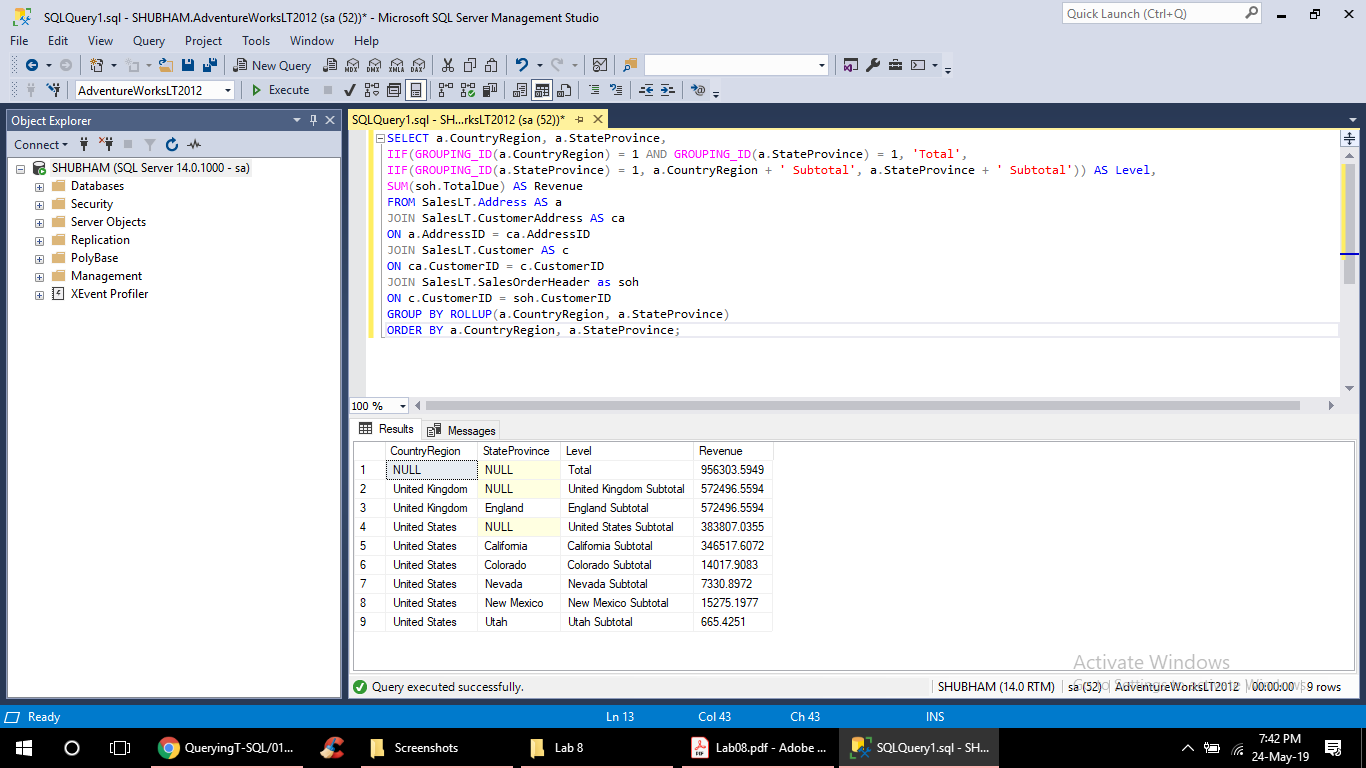 SQLQuery1.sql - SHUBHAM.AdventureWorksLT2012 (sa (52))* - Microsoft SQL Server Management Studio
Quick Launch (Ctrl+Q)
File Edit View Query Project Tools Window Help
New Query MDX DMX XMLA DAX
AdventureWorksLT2012 Execute
Object Explorer
Connect
SHUBHAM (SQL Server 14.0.1000 - sa)
Databases
Security
Server Objects
Replication
PolyBase
Management
XEvent Profiler
SQLQuery1.sql - SH...rksLT2012 (sa (52))*
SELECT a.CountryRegion, a.StateProvince,
IIF(GROUPING_ID(a.CountryRegion) = 1 AND GROUPING_ID(a.StateProvince) = 1, 'Total',
IIF(GROUPING_ID(a.StateProvince) = 1, a.CountryRegion + ' Subtotal', a.StateProvince + ' Subtotal')) AS Level,
SUM(soh.TotalDue) AS Revenue
FROM SalesLT.Address AS a
JOIN SalesLT.CustomerAddress AS ca
ON a.AddressID = ca.AddressID
JOIN SalesLT.Customer AS c
ON ca.CustomerID = c.CustomerID
JOIN SalesLT.SalesOrderHeader as soh
ON c.CustomerID = soh.CustomerID
GROUP BY ROLLUP(a.CountryRegion, a.StateProvince)
ORDER BY a.CountryRegion, a.StateProvince;
100 %
Results Messages
CountryRegion StateProvince Level Revenue
1 NULL NULL Total 956303.5949
2 United Kingdom NULL United Kingdom Subtotal 572496.5594
3 United Kingdom England England Subtotal 572496.5594
4 United States NULL United States Subtotal 383807.0355
5 United States California California Subtotal 346517.6072
6 United States Colorado Colorado Subtotal 14017.9083
7 United States Nevada Nevada Subtotal 7330.8972
8 United States New Mexico New Mexico Subtotal 15275.1977
9 United States Utah Utah Subtotal 665.4251
Activate Windows
Go to Settings to activate Windows.
Query executed successfully. SHUBHAM (14.0 RTM) sa (52) AdventureWorksLT2012 00:00:00 9 rows
Ready Ln 13 Col 43 Ch 43 INS
QueryingT-SQL/01... Screenshots Lab 8 Lab08.pdf - Adobe ... SQLQuery1.sql - SH...
7:42 PM
24-May-19